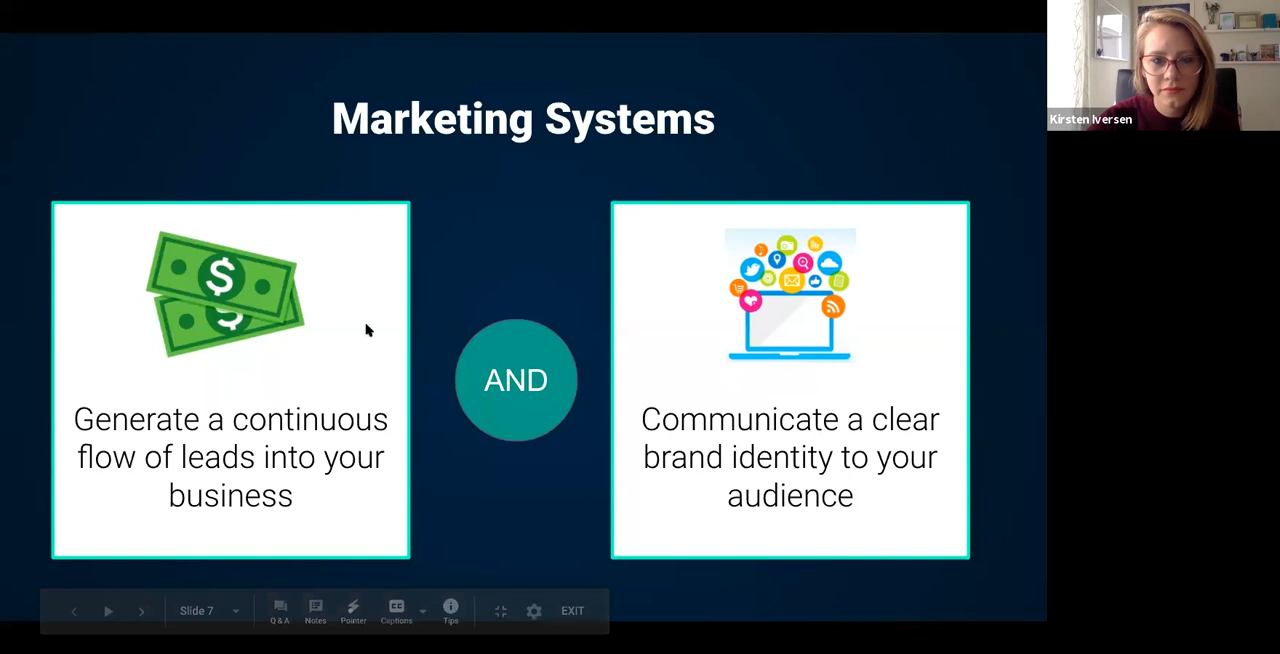 Marketing Systems
Kirsten Iversen
$
$
AND
Generate a continuous
flow of leads into your
business
Communicate a clear
brand identity to your
audience
Slide 7
Q & A
Notes
Pointer
CC
Captions
Tips
EXIT